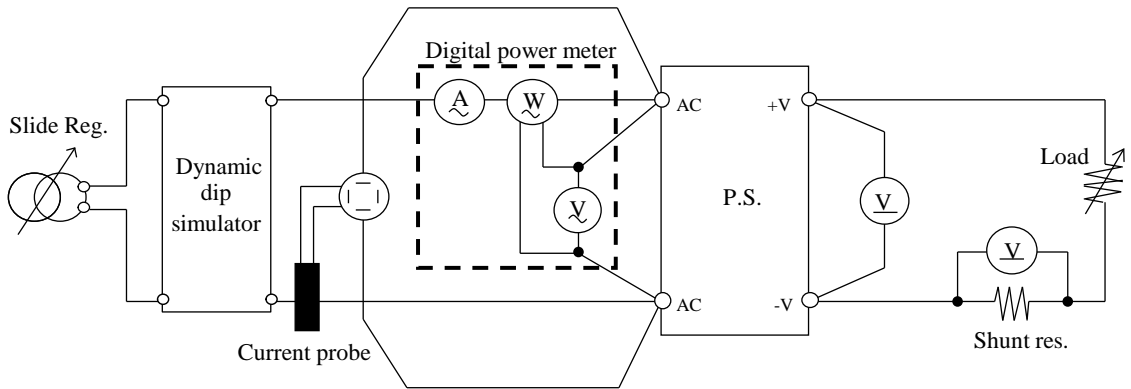 Digital power meter
A
W
AC
+V
Slide Reg.
Dynamic
dip
simulator
Load
P.S.
V
V
V
AC
-V
Current probe
Shunt res.